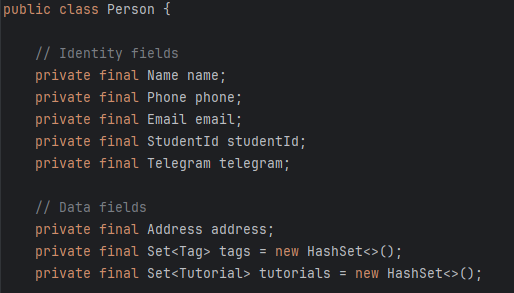 public class Person {
// Identity fields
private final Name name;
private final Phone phone;
private final Email email;
private final StudentId studentId;
private final Telegram telegram;
// Data fields
private final Address address;
private final Set<Tag> tags = new HashSet<>();
private final Set<Tutorial> tutorials = new HashSet<>();